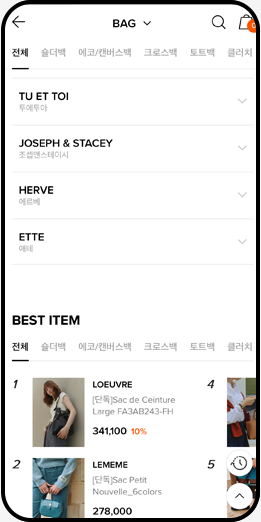 BAG
전체 숄더백 에코/캔버스백 크로스백 토트백 클러치
TU ET TOI
투에투아
JOSEPH & STACEY
조셉앤스테이시
HERVE
에르베
ETTE
에떼
BEST ITEM
전체 숄더백 에코/캔버스백 크로스백 토트백 클러치
1
LOEUVRE
[단독]Sac de Ceinture
Large FA3AB243-FH
341,100 10%
4
2
LEMEME
[단독]Sac Petit
Nouvelle_6colors
278,000
5